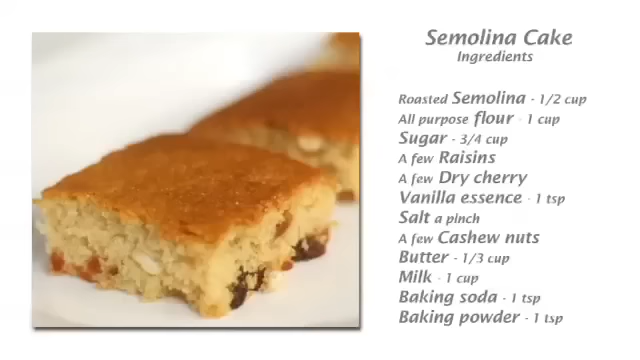 Semolina Cake
Ingredients
Roasted Semolina - 1/2 cup
All purpose flour - 1 cup
Sugar - 3/4 cup
A few Raisins
A few Dry cherry
Vanilla essence - 1 tsp
Salt a pinch
A few Cashew nuts
Butter - 1/3 cup
Milk - 1 cup
Baking soda - 1 tsp
Baking powder - 1 tsp